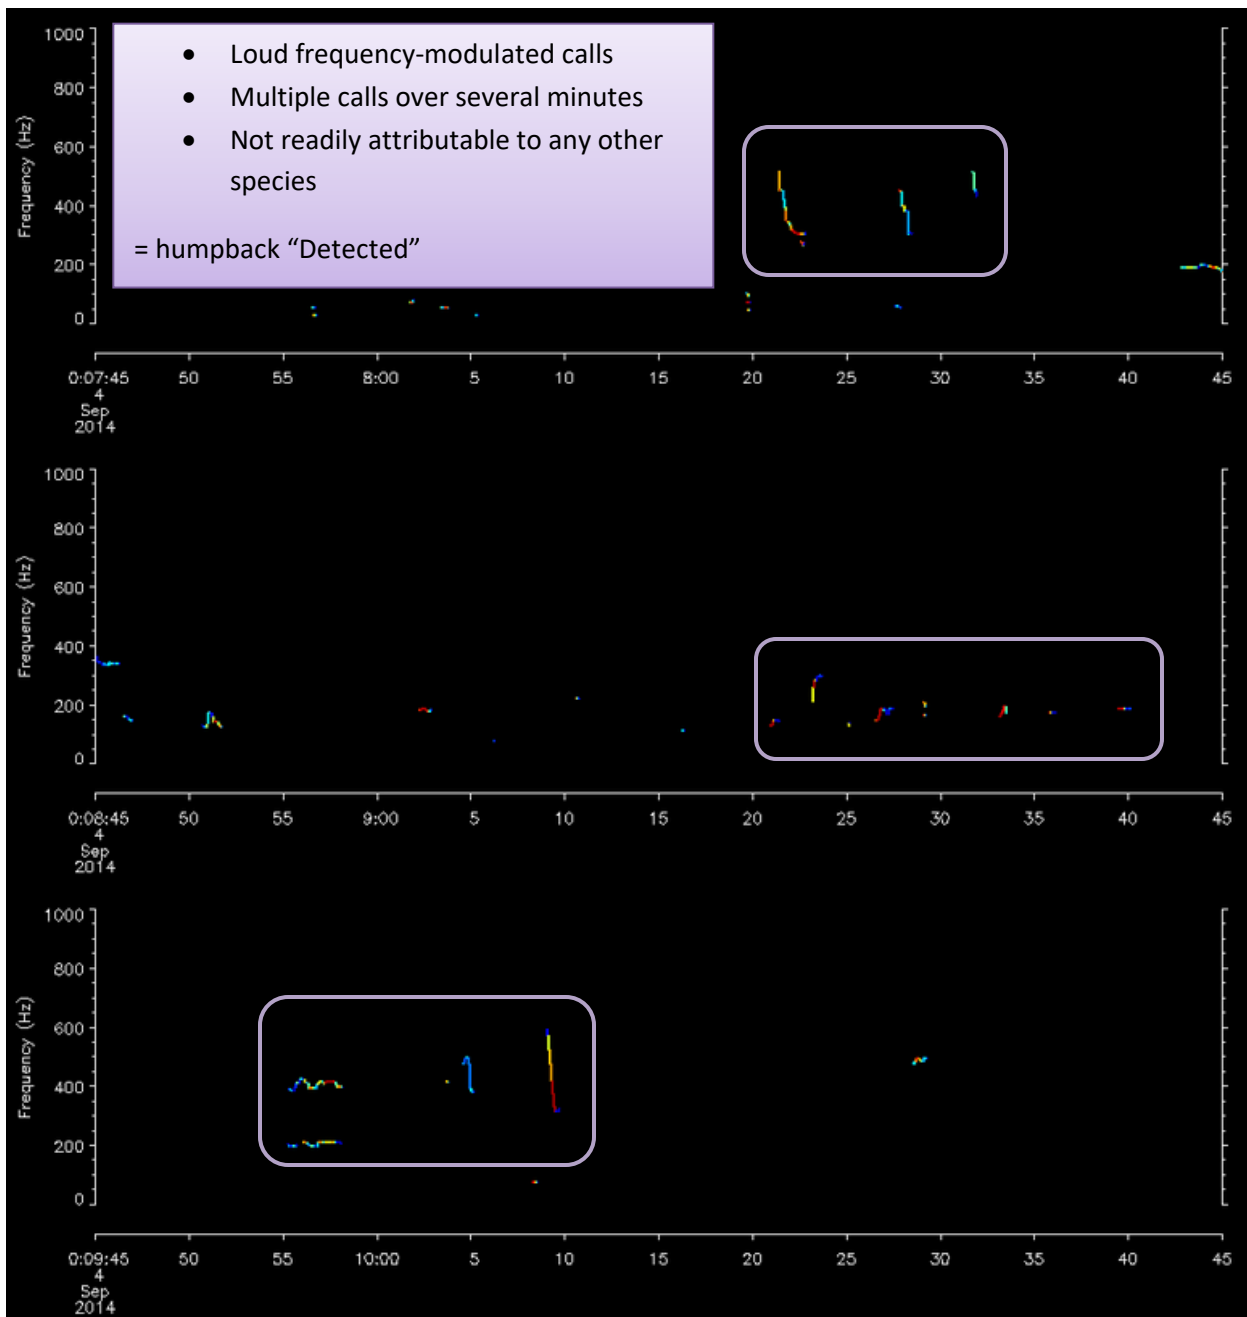 • Loud frequency-modulated calls
• Multiple calls over several minutes
• Not readily attributable to any other
species
= humpback “Detected”
Frequency (Hz)
1000
800
600
400
200
0
0:07:45 50 55 8:00 5 10 15 20 25 30 35 40 45
4
Sep
2014
Frequency (Hz)
1000
800
600
400
200
0
0:08:45 50 55 9:00 5 10 15 20 25 30 35 40 45
4
Sep
2014
Frequency (Hz)
1000
800
600
400
200
0
0:09:45 50 55 10:00 5 10 15 20 25 30 35 40 45
4
Sep
2014